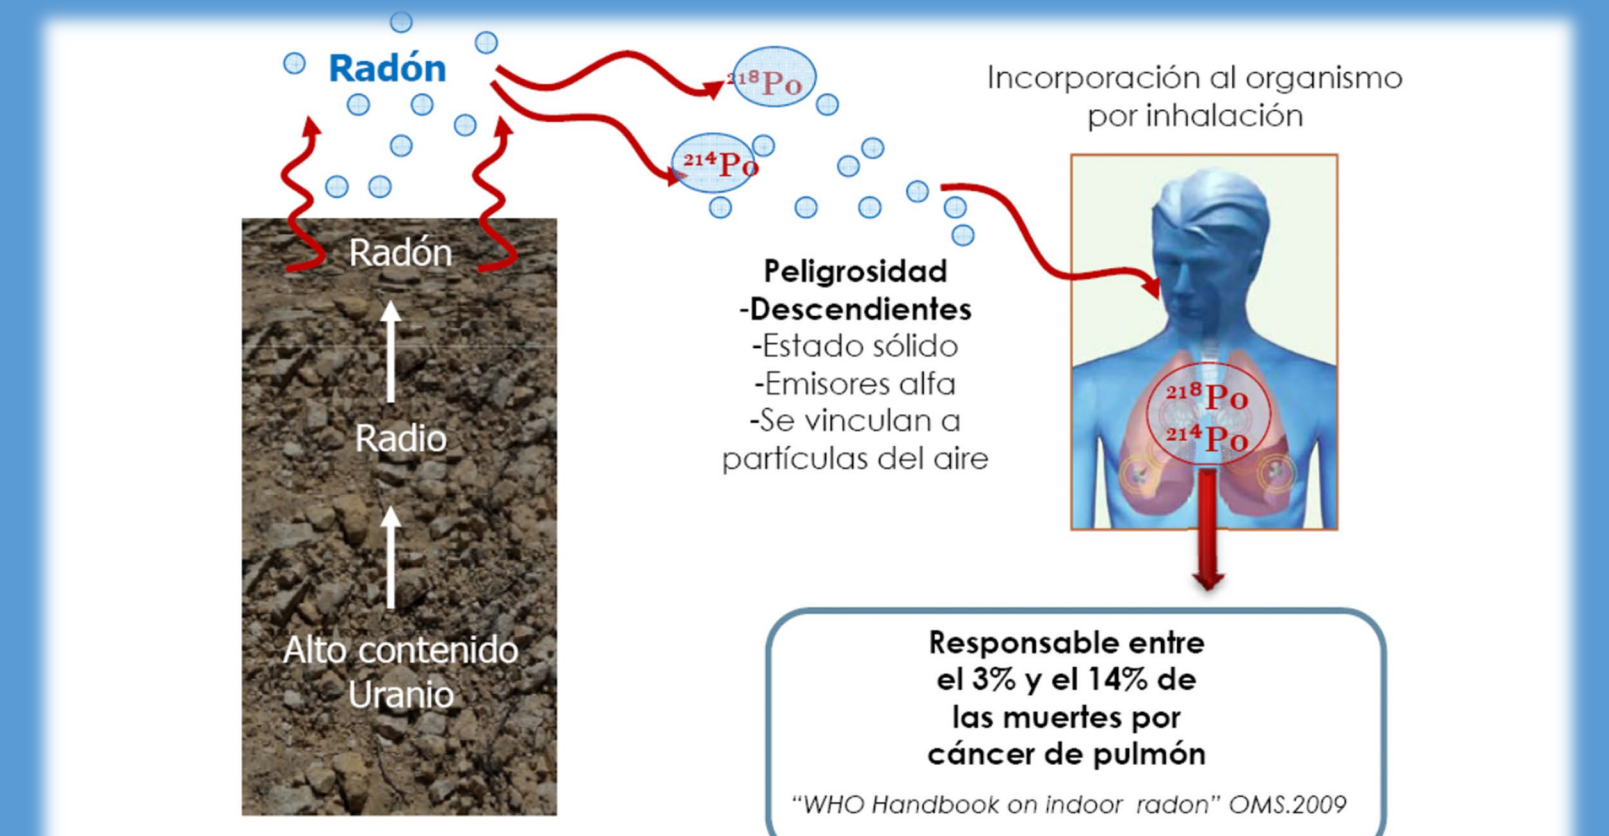 Radón
²¹⁸Po
²¹⁴Po
Incorporación al organismo
por inhalación
Radón
Radio
Alto contenido
Uranio
Peligrosidad
-Descendientes
-Estado sólido
-Emisores alfa
-Se vinculan a
partículas del aire
²¹⁸Po
²¹⁴Po
Responsable entre
el 3% y el 14% de
las muertes por
cáncer de pulmón
“WHO Handbook on indoor radon” OMS.2009